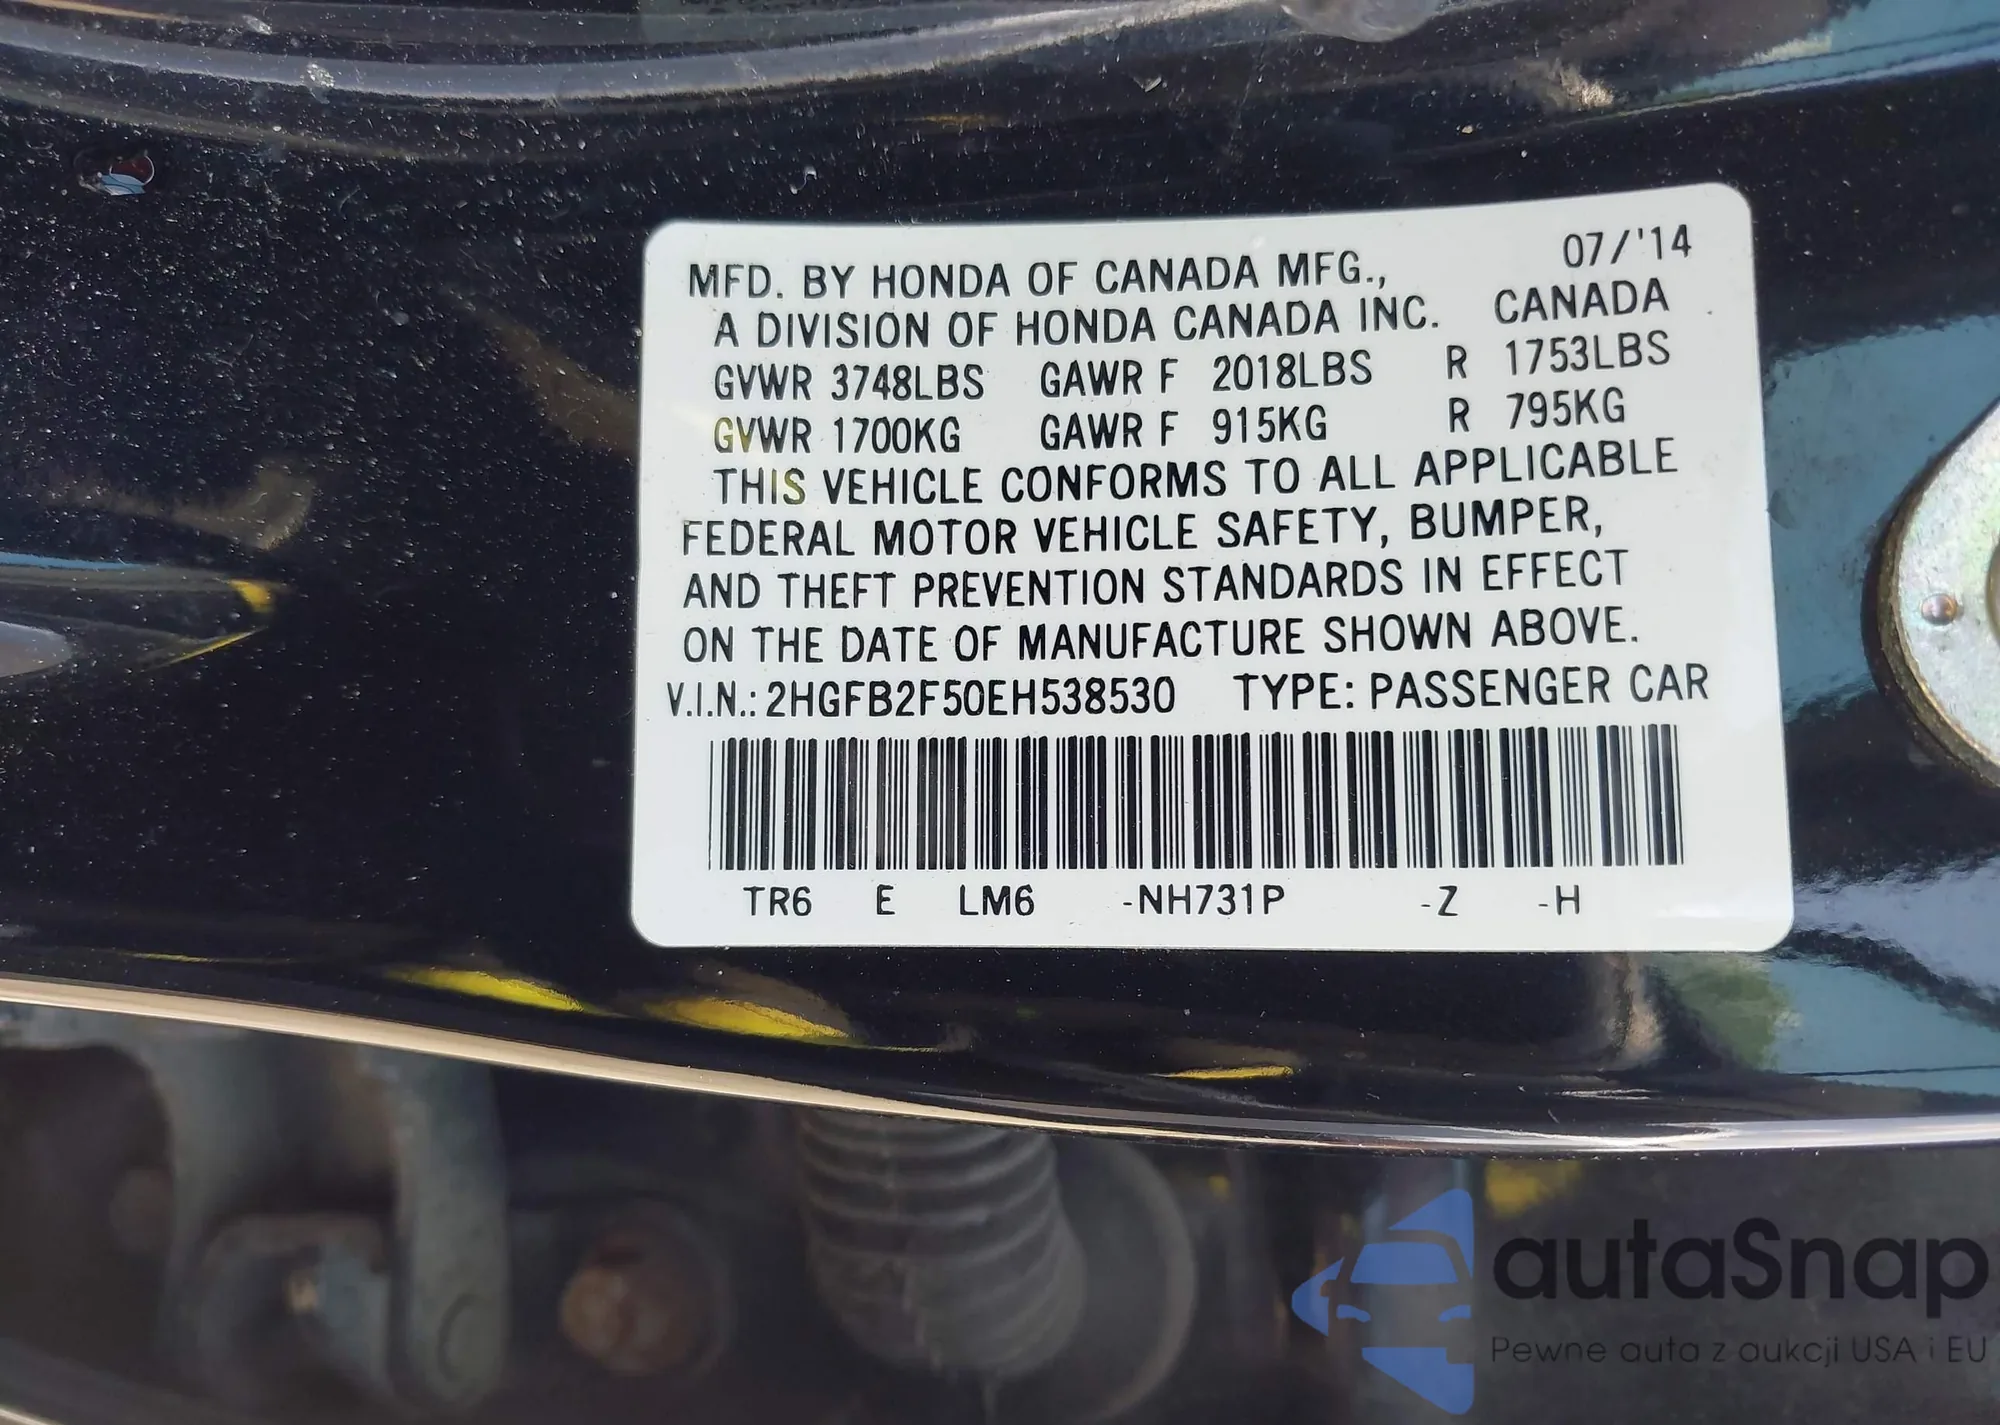 07/'14
MFD. BY HONDA OF CANADA MFG.,
A DIVISION OF HONDA CANADA INC. CANADA
GVWR 3748LBS GAWR F 2018LBS R 1753LBS
GVWR 1700KG GAWR F 915KG R 795KG
THIS VEHICLE CONFORMS TO ALL APPLICABLE
FEDERAL MOTOR VEHICLE SAFETY, BUMPER,
AND THEFT PREVENTION STANDARDS IN EFFECT
ON THE DATE OF MANUFACTURE SHOWN ABOVE.
V.I.N.: 2HGFB2F50EH538530 TYPE: PASSENGER CAR
TR6 E LM6 -NH731P -Z -H
autaSnap
Pewne auta z aukcji USA i EU